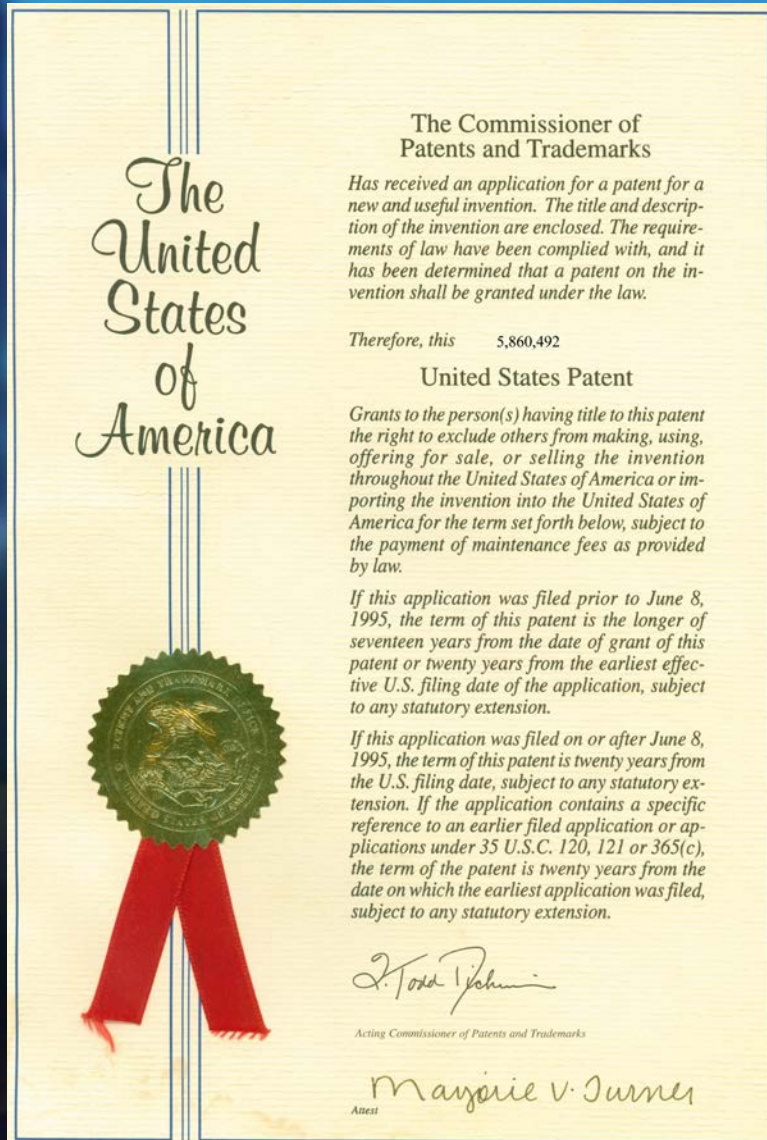 The
United
States
of
America
The Commissioner of
Patents and Trademarks
Has received an application for a patent for a
new and useful invention. The title and descrip-
tion of the invention are enclosed. The require-
ments of law have been complied with, and it
has been determined that a patent on the in-
vention shall be granted under the law.
Therefore, this 5,860,492
United States Patent
Grants to the person(s) having title to this patent
the right to exclude others from making, using,
offering for sale, or selling the invention
throughout the United States of America or im-
porting the invention into the United States of
America for the term set forth below, subject to
the payment of maintenance fees as provided
by law.
If this application was filed prior to June 8,
1995, the term of this patent is the longer of
seventeen years from the date of grant of this
patent or twenty years from the earliest effec-
tive U.S. filing date of the application, subject
to any statutory extension.
If this application was filed on or after June 8,
1995, the term of this patent is twenty years from
the U.S. filing date, subject to any statutory ex-
tension. If the application contains a specific
reference to an earlier filed application or ap-
plications under 35 U.S.C. 120, 121 or 365(c),
the term of the patent is twenty years from the
date on which the earliest application was filed,
subject to any statutory extension.
Todd
Acting Commissioner of Patents and Trademarks
Marjorie V. Turner
Attest
PATENT AND TRADEMARK OFFICE
UNITED STATES OF AMERICA